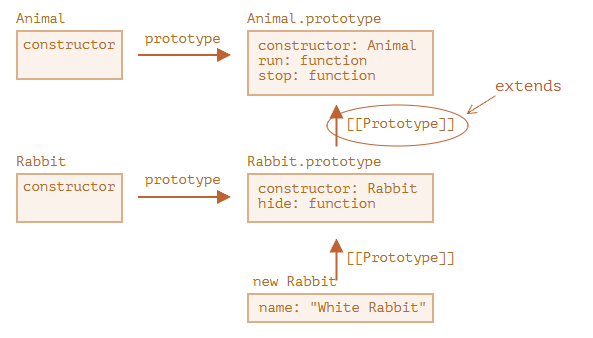 Animal
constructor
prototype
Animal.prototype
constructor: Animal
run: function
stop: function
extends
[[Prototype]]
Rabbit
constructor
prototype
Rabbit.prototype
constructor: Rabbit
hide: function
[[Prototype]]
new Rabbit
name: "White Rabbit"